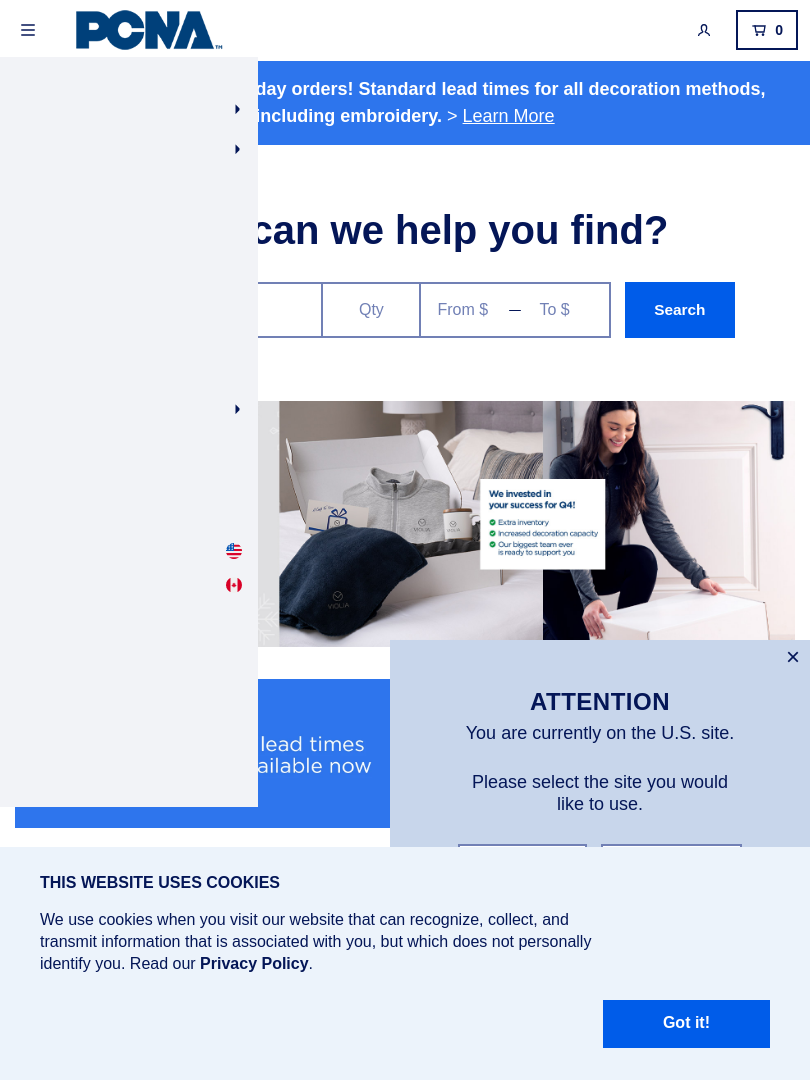 PCNA™
0
day orders! Standard lead times for all decoration methods,
including embroidery. > Learn More
can we help you find?
Qty
From $ — To $
Search
We invested in
your success for Q4!
Extra inventory
Increased decoration capacity
Our biggest team ever
is ready to support you
VIOLIA
lead times
ailable now
×
ATTENTION
You are currently on the U.S. site.
Please select the site you would
like to use.
THIS WEBSITE USES COOKIES
We use cookies when you visit our website that can recognize, collect, and
transmit information that is associated with you, but which does not personally
identify you. Read our Privacy Policy.
Got it!